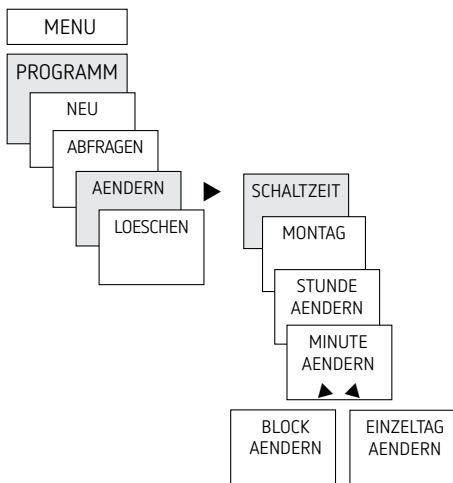 MENU
PROGRAMM
NEU
ABFRAGEN
AENDERN
LOESCHEN
SCHALTZEIT
MONTAG
STUNDE
AENDERN
MINUTE
AENDERN
BLOCK
AENDERN
EINZELTAG
AENDERN